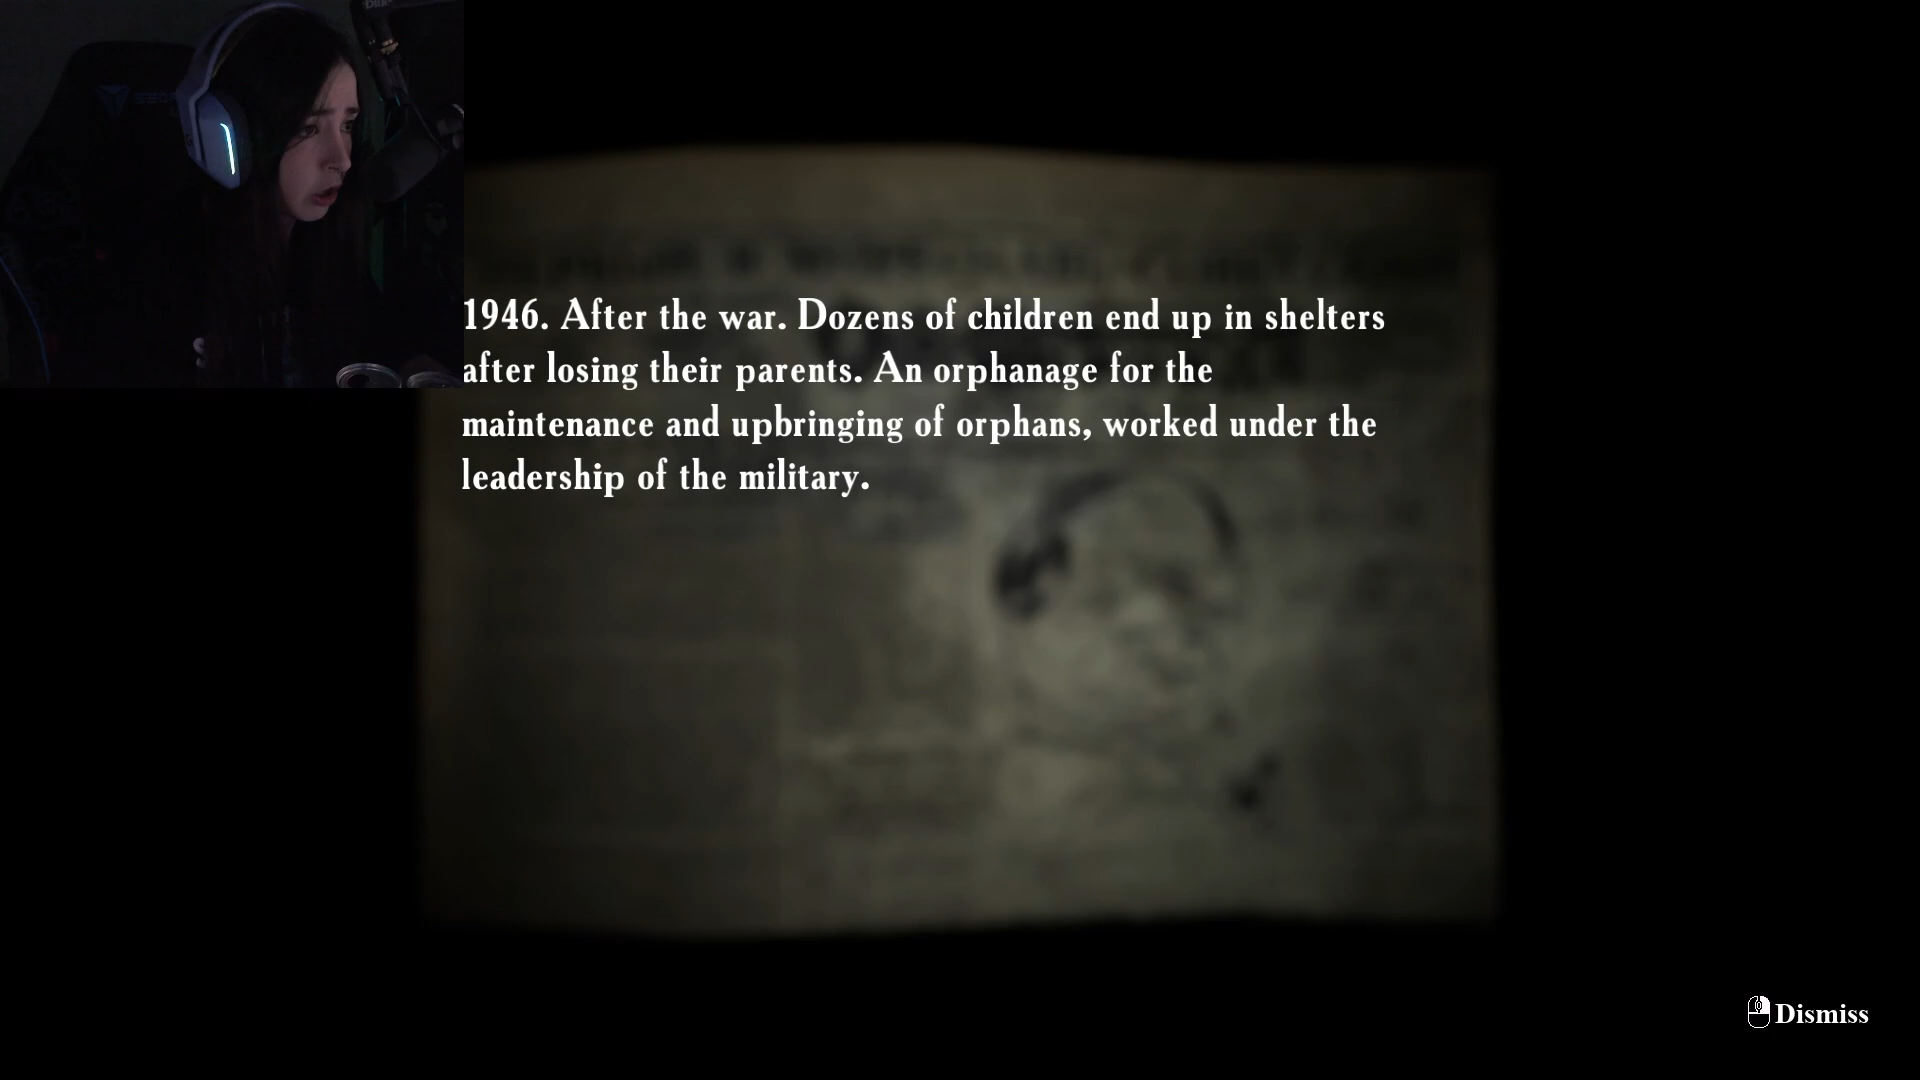 1946. After the war. Dozens of children end up in shelters
after losing their parents. An orphanage for the
maintenance and upbringing of orphans, worked under the
leadership of the military.
Dismiss